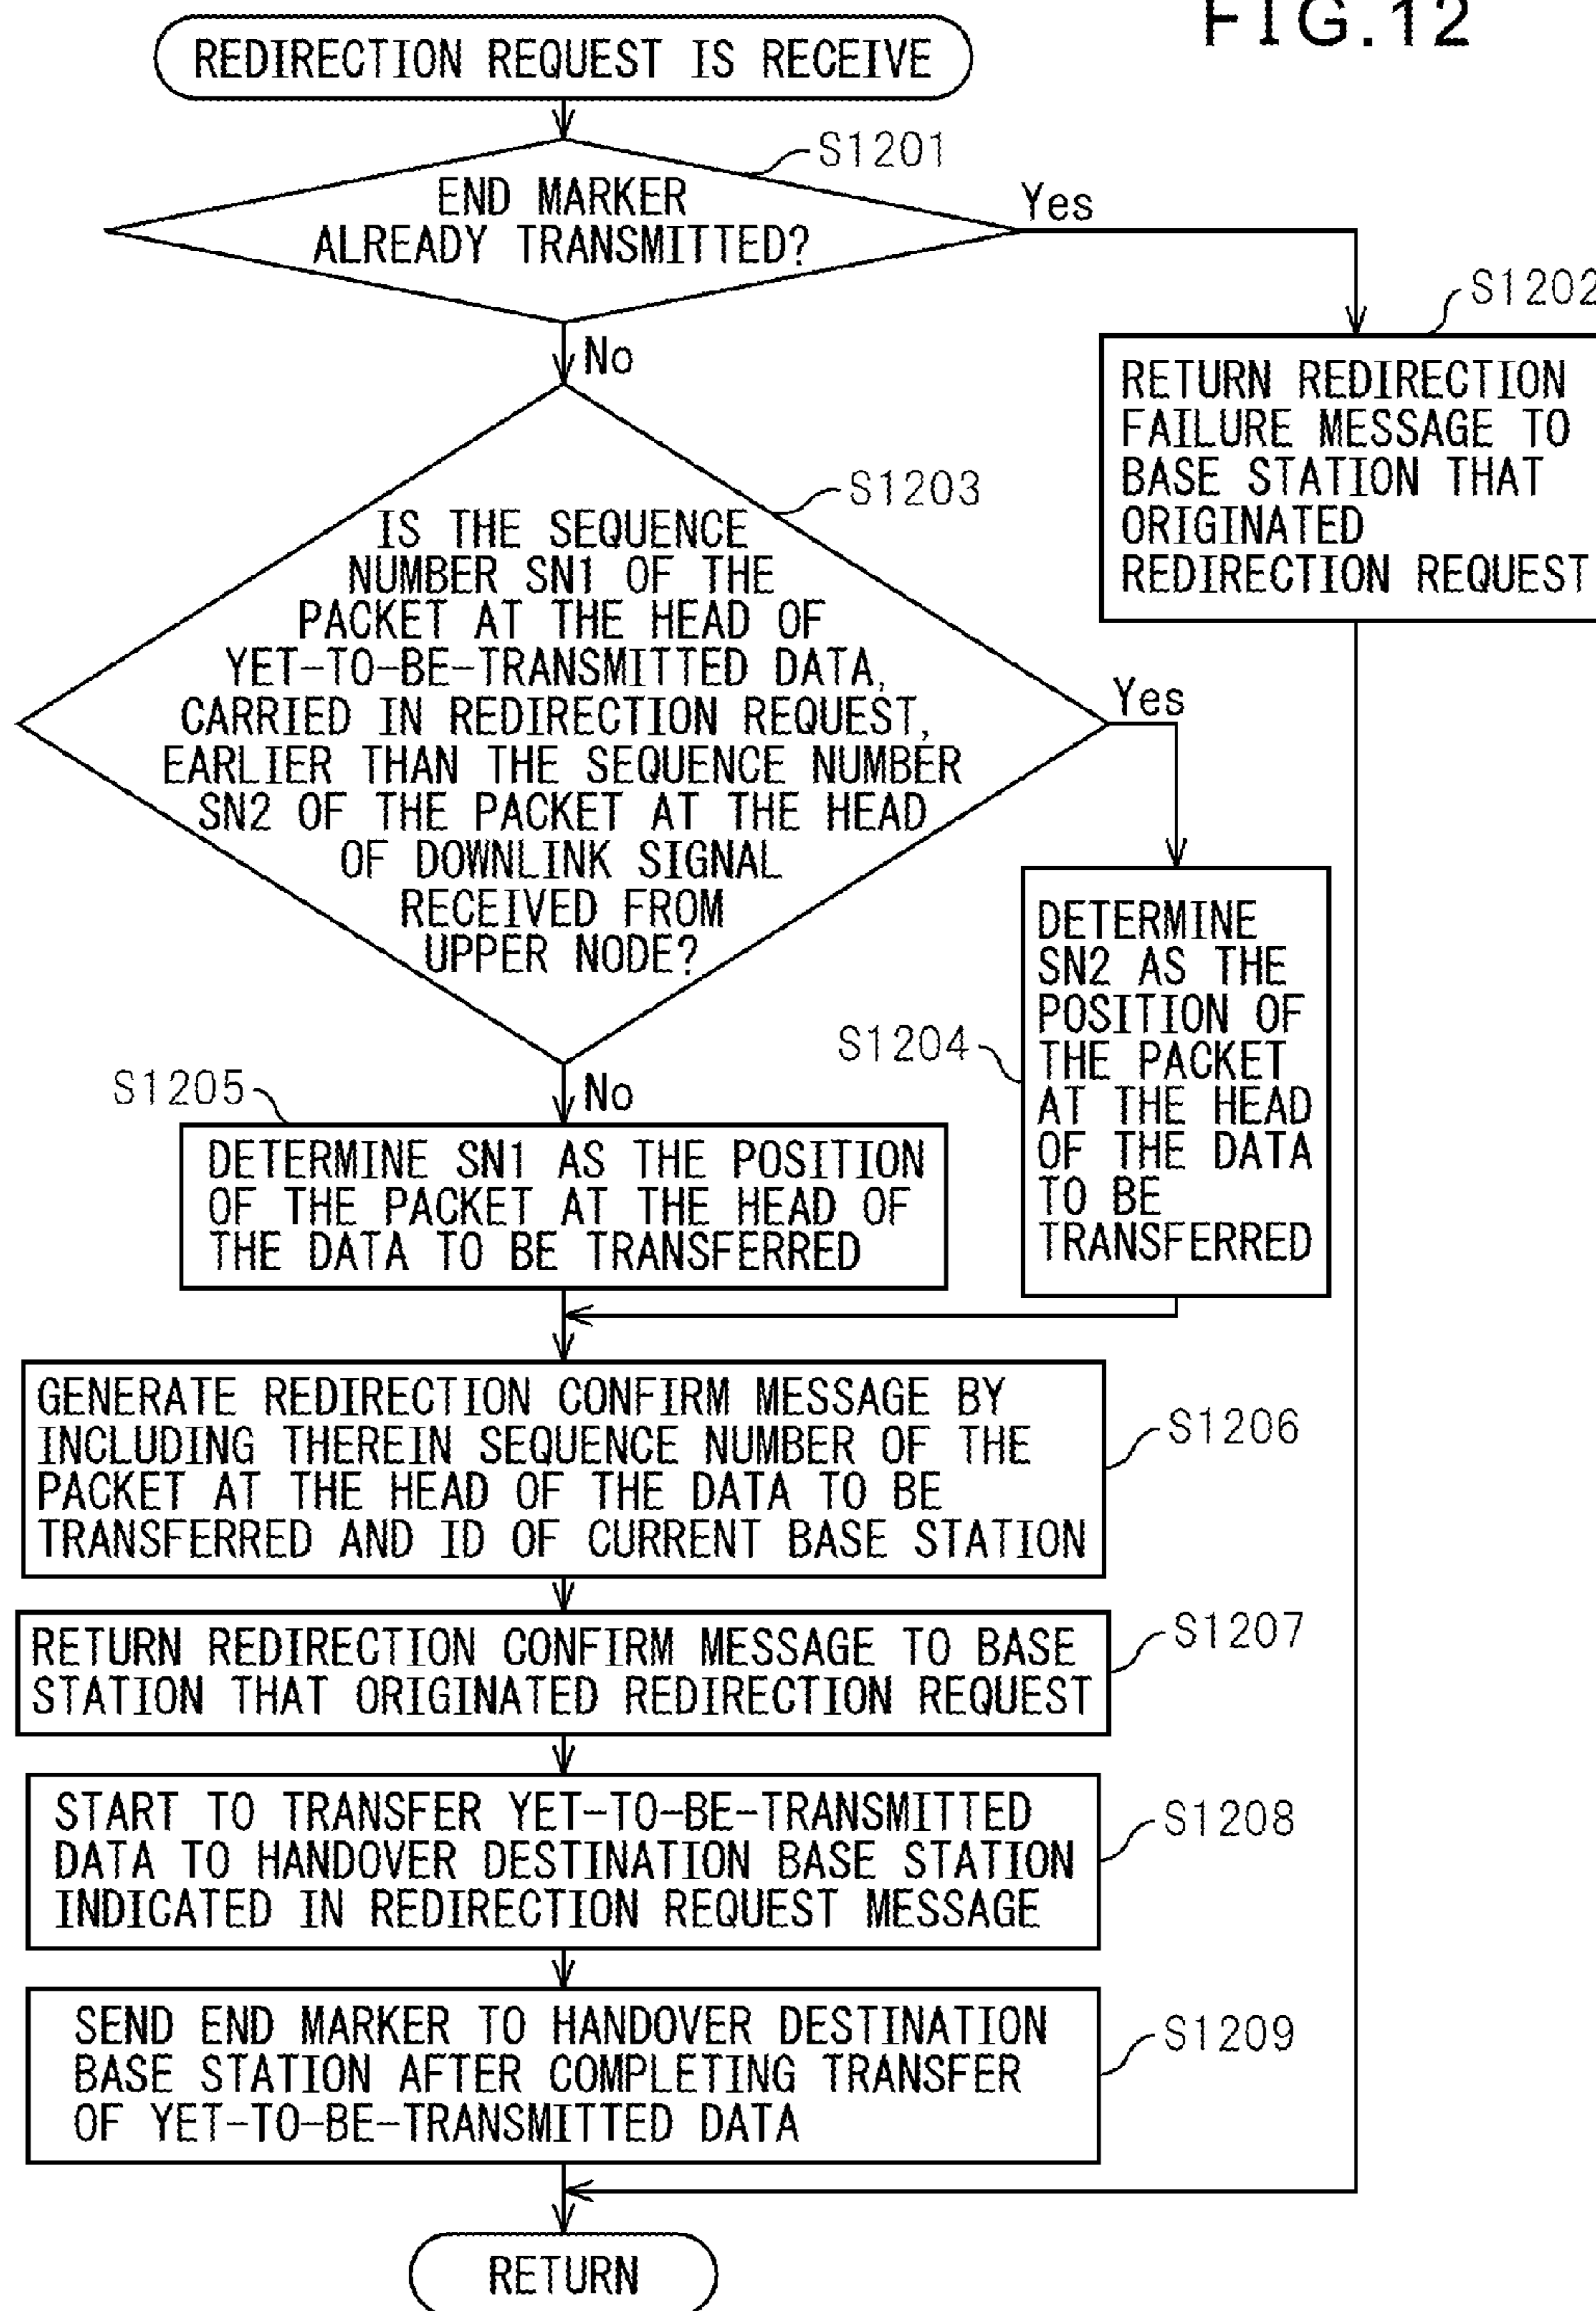 FIG.12
REDIRECTION REQUEST IS RECEIVE
S1201
END MARKER
ALREADY TRANSMITTED?
Yes
No
S1202
RETURN REDIRECTION
FAILURE MESSAGE TO
BASE STATION THAT
ORIGINATED
REDIRECTION REQUEST
S1203
IS THE SEQUENCE
NUMBER SN1 OF THE
PACKET AT THE HEAD OF
YET-TO-BE-TRANSMITTED DATA,
CARRIED IN REDIRECTION REQUEST,
EARLIER THAN THE SEQUENCE NUMBER
SN2 OF THE PACKET AT THE HEAD
OF DOWNLINK SIGNAL
RECEIVED FROM
UPPER NODE?
Yes
No
S1204
DETERMINE
SN2 AS THE
POSITION OF
THE PACKET
AT THE HEAD
OF THE DATA
TO BE
TRANSFERRED
S1205
DETERMINE SN1 AS THE POSITION
OF THE PACKET AT THE HEAD OF
THE DATA TO BE TRANSFERRED
GENERATE REDIRECTION CONFIRM MESSAGE BY
INCLUDING THEREIN SEQUENCE NUMBER OF THE
PACKET AT THE HEAD OF THE DATA TO BE
TRANSFERRED AND ID OF CURRENT BASE STATION
S1206
RETURN REDIRECTION CONFIRM MESSAGE TO BASE
STATION THAT ORIGINATED REDIRECTION REQUEST
S1207
START TO TRANSFER YET-TO-BE-TRANSMITTED
DATA TO HANDOVER DESTINATION BASE STATION
INDICATED IN REDIRECTION REQUEST MESSAGE
S1208
SEND END MARKER TO HANDOVER DESTINATION
BASE STATION AFTER COMPLETING TRANSFER
OF YET-TO-BE-TRANSMITTED DATA
S1209
RETURN